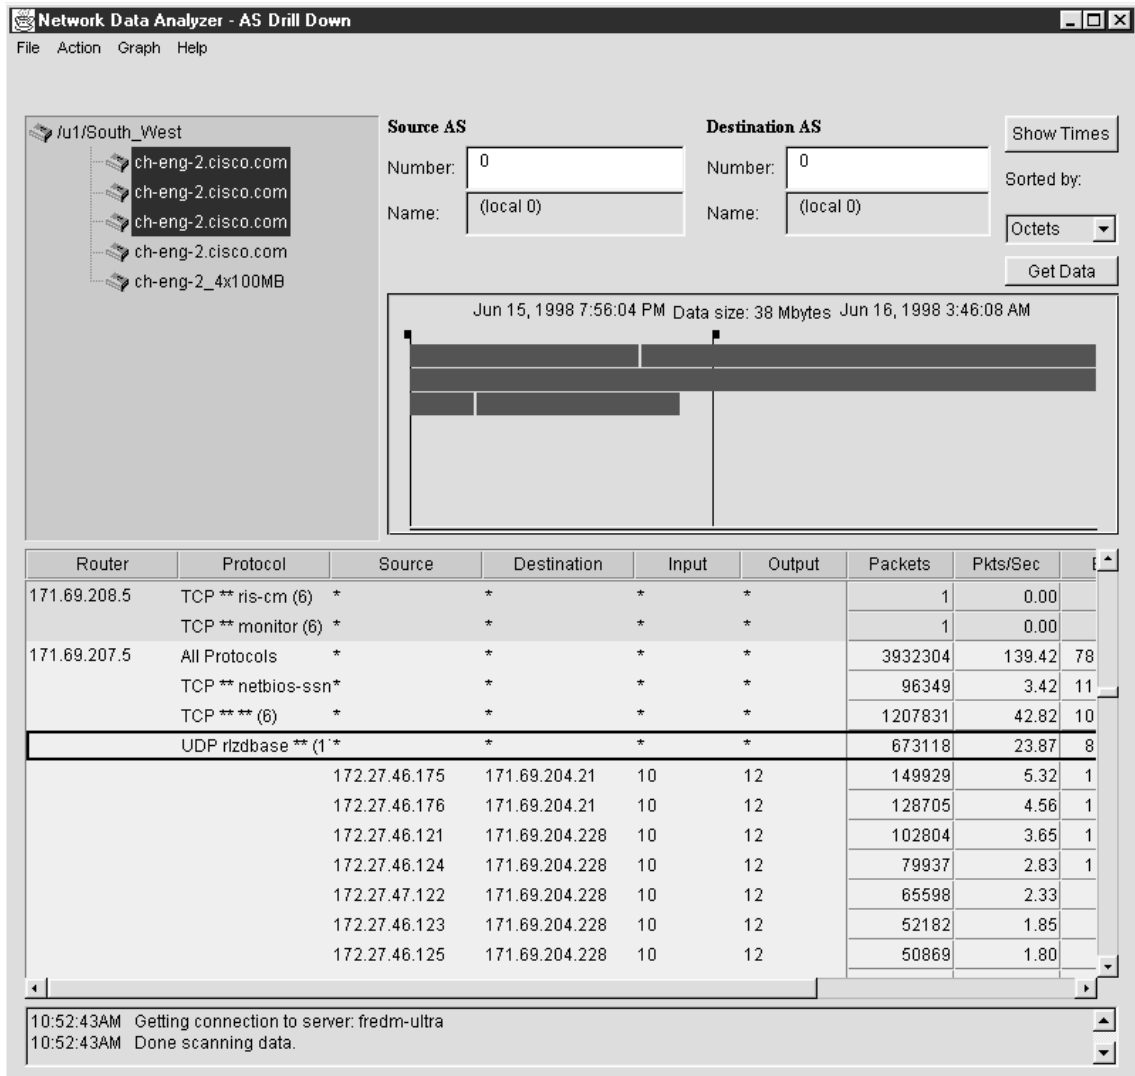 Network Data Analyzer - AS Drill Down
File Action Graph Help
/u1/South_West
ch-eng-2.cisco.com
ch-eng-2.cisco.com
ch-eng-2.cisco.com
ch-eng-2.cisco.com
ch-eng-2_4x100MB
Source AS
Number: 0
Name: (local 0)
Destination AS
Number: 0
Name: (local 0)
Show Times
Sorted by:
Octets
Get Data
Jun 15, 1998 7:56:04 PM Data size: 38 Mbytes Jun 16, 1998 3:46:08 AM
Router Protocol Source Destination Input Output Packets Pkts/Sec
171.69.208.5 TCP ** ris-cm (6) * * * * 1 0.00
TCP ** monitor (6) * * * * 1 0.00
171.69.207.5 All Protocols * * * * 3932304 139.42 78
TCP ** netbios-ssn * * * * 96349 3.42 11
TCP ** ** (6) * * * * 1207831 42.82 10
UDP rlzdbase ** (1 * * * * 673118 23.87 8
172.27.46.175 171.69.204.21 10 12 149929 5.32 1
172.27.46.176 171.69.204.21 10 12 128705 4.56 1
172.27.46.121 171.69.204.228 10 12 102804 3.65 1
172.27.46.124 171.69.204.228 10 12 79937 2.83 1
172.27.47.122 171.69.204.228 10 12 65598 2.33
172.27.46.123 171.69.204.228 10 12 52182 1.85
172.27.46.125 171.69.204.228 10 12 50869 1.80
10:52:43AM Getting connection to server: fredm-ultra
10:52:43AM Done scanning data.